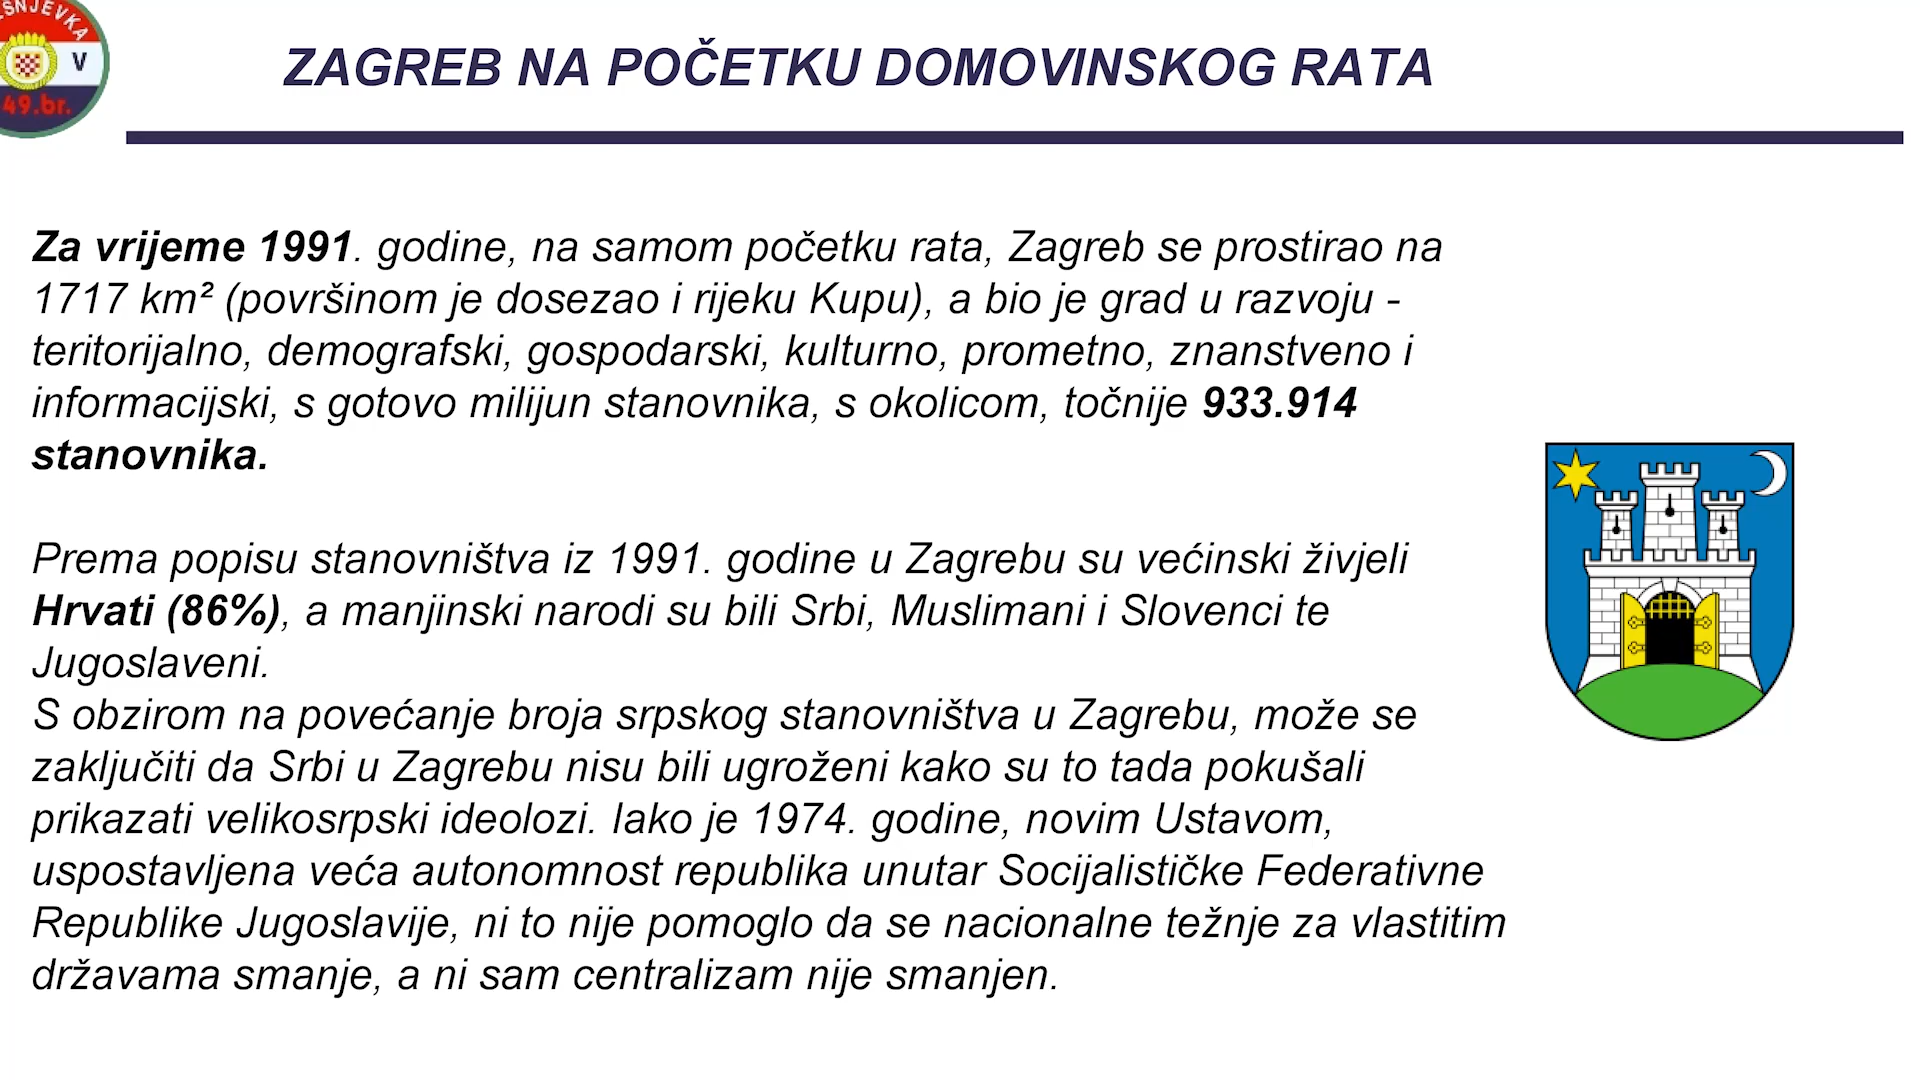 V
49.br.
ZAGREB NA POČETKU DOMOVINSKOG RATA
Za vrijeme 1991. godine, na samom početku rata, Zagreb se prostirao na
1717 km² (površinom je dosezao i rijeku Kupu), a bio je grad u razvoju -
teritorijalno, demografski, gospodarski, kulturno, prometno, znanstveno i
informacijski, s gotovo milijun stanovnika, s okolicom, točnije 933.914
stanovnika.
Prema popisu stanovništva iz 1991. godine u Zagrebu su većinski živjeli
Hrvati (86%), a manjinski narodi su bili Srbi, Muslimani i Slovenci te
Jugoslaveni.
S obzirom na povećanje broja srpskog stanovništva u Zagrebu, može se
zaključiti da Srbi u Zagrebu nisu bili ugroženi kako su to tada pokušali
prikazati velikosrpski ideolozi. Iako je 1974. godine, novim Ustavom,
uspostavljena veća autonomnost republika unutar Socijalističke Federativne
Republike Jugoslavije, ni to nije pomoglo da se nacionalne težnje za vlastitim
državama smanje, a ni sam centralizam nije smanjen.